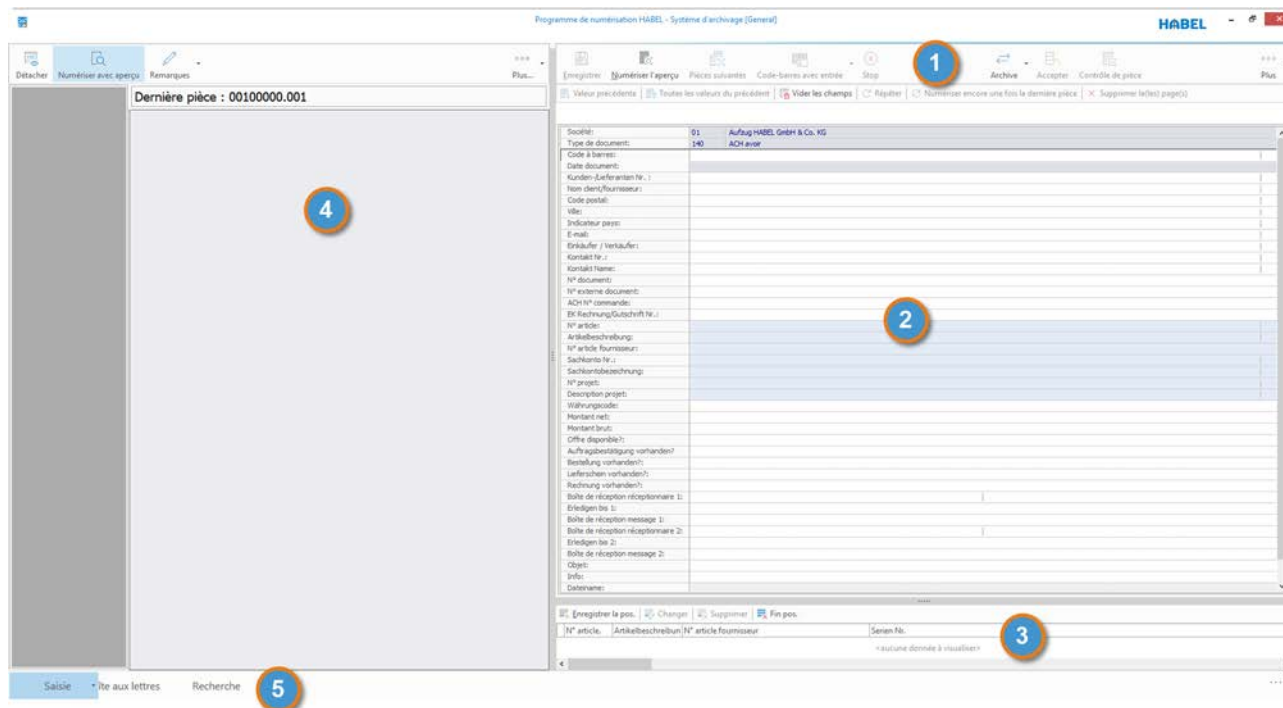 Programme de numérisation HABEL - Système d'archivage [General]
HABEL
Détacher Numériser avec aperçu Remarques Plus...
Dernière pièce : 00100000.001
4
Enregistrer Numériser l'aperçu Pièces suivantes Code-barres avec entrée Stop Archive Accepter Contrôle de pièce Plus
1
Valeur précédente Toutes les valeurs du précédent Vider les champs Répéter Numériser encore une fois la dernière pièce Supprimer le(les) page(s)
Société: 01 Aufzug HABEL GmbH & Co. KG
Type de document: 140 ACH avoir
Code à barres:
Date document:
Kunden-/Lieferanten Nr. :
Nom client/fournisseur:
Code postal:
Ville:
Indicateur pays:
E-mail:
Einkäufer / Verkäufer:
Kontakt Nr.:
Kontakt Name:
N° document:
N° externe document:
ACH N° commande:
EK Rechnung/Gutschrift Nr.:
2
N° article:
Artikelbeschreibung:
N° article fournisseur:
Sachkonto Nr.:
Sachkontobezeichnung:
N° projet:
Description projet:
Währungscode:
Montant net:
Montant brut:
Offre disponible?:
Auftragsbestätigung vorhanden?
Bestellung vorhanden?:
Lieferschein vorhanden?:
Rechnung vorhanden?:
Boîte de réception réceptionnaire 1:
Erledigen bis 1:
Boîte de réception message 1:
Boîte de réception réceptionnaire 2:
Erledigen bis 2:
Boîte de réception message 2:
Objet:
Info:
Dateiname:
Enregistrer la pos. Changer Supprimer Fin pos.
N° article. Artikelbeschreibun N° article fournisseur Serien Nr.
3
<aucune donnée à visualiser>
Saisie îte aux lettres Recherche
5